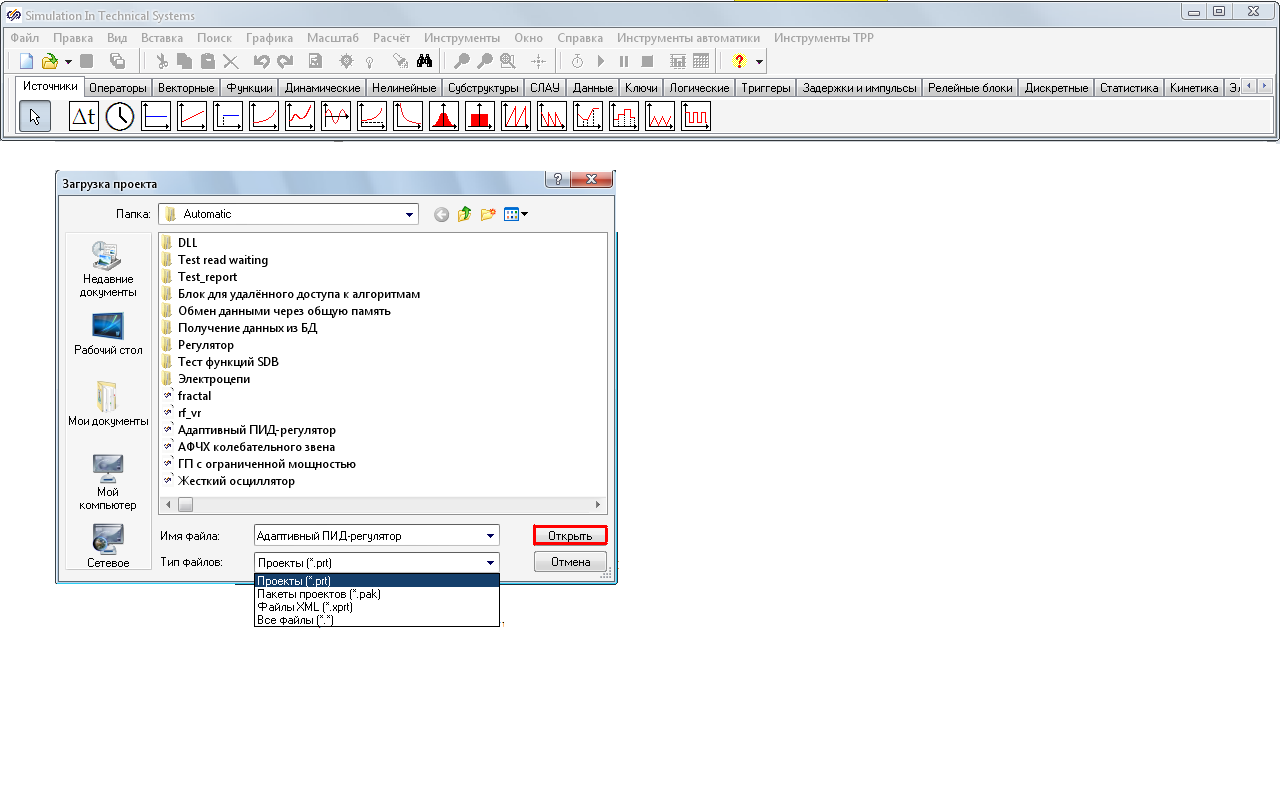 Simulation In Technical Systems
Файл Правка Вид Вставка Поиск Графика Масштаб Расчёт Инструменты Окно Справка Инструменты автоматики Инструменты ТРР
?
Источники Операторы Векторные Функции Динамические Нелинейные Субструктуры СЛАУ Данные Ключи Логические Триггеры Задержки и импульсы Релейные блоки Дискретные Статистика Кинетика Эл
Δt
Загрузка проекта
?
Папка: Automatic
DLL
Test read waiting
Test_report
Блок для удалённого доступа к алгоритмам
Обмен данными через общую память
Получение данных из БД
Регулятор
Тест функций SDB
Электроцепи
fractal
rf_vr
Адаптивный ПИД-регулятор
АФЧХ колебательного звена
ГП с ограниченной мощностью
Жесткий осциллятор
Недавние
документы
Рабочий стол
Мои документы
Мой
компьютер
Сетевое
Имя файла: Адаптивный ПИД-регулятор Открыть
Тип файлов: Проекты (*.prt) Отмена
Проекты (*.prt)
Пакеты проектов (*.pak)
Файлы XML (*.xprt)
Все файлы (*.*)
.